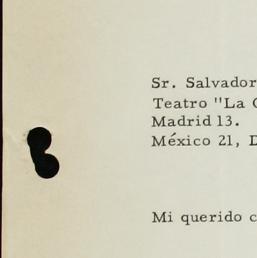 Sr. Salvador
Teatro "La
Madrid 13.
México 21,
Mi querido